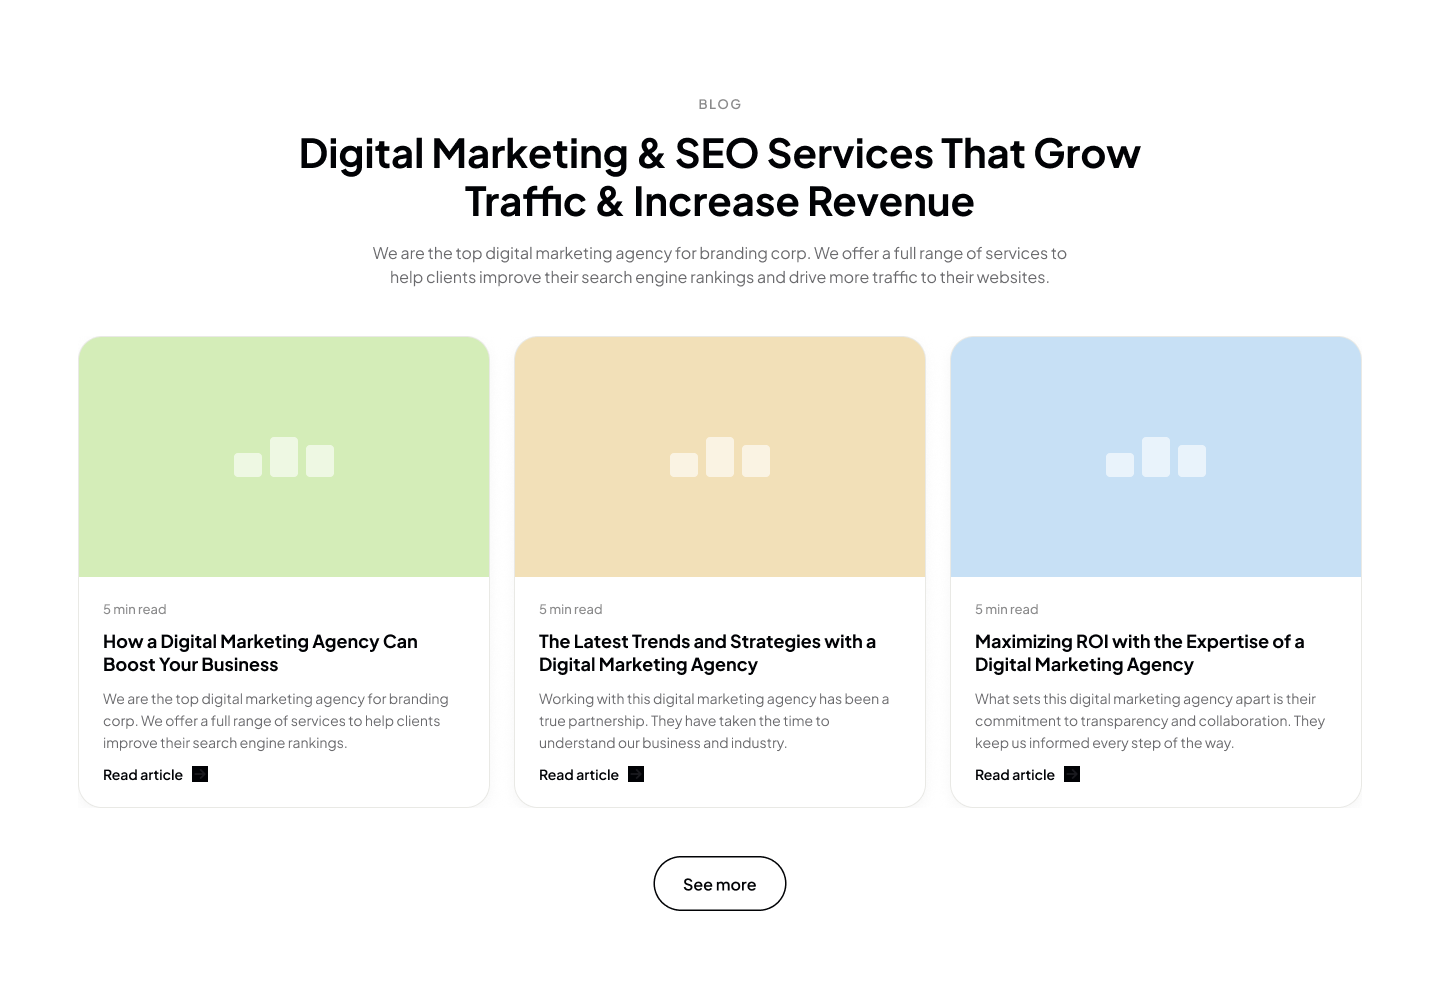 BLOG
Digital Marketing & SEO Services That Grow
Traffic & Increase Revenue
We are the top digital marketing agency for branding corp. We offer a full range of services to
help clients improve their search engine rankings and drive more traffic to their websites.
5 min read
How a Digital Marketing Agency Can
Boost Your Business
We are the top digital marketing agency for branding
corp. We offer a full range of services to help clients
improve their search engine rankings.
Read article
5 min read
The Latest Trends and Strategies with a
Digital Marketing Agency
Working with this digital marketing agency has been a
true partnership. They have taken the time to
understand our business and industry.
Read article
5 min read
Maximizing ROI with the Expertise of a
Digital Marketing Agency
What sets this digital marketing agency apart is their
commitment to transparency and collaboration. They
keep us informed every step of the way.
Read article
See more